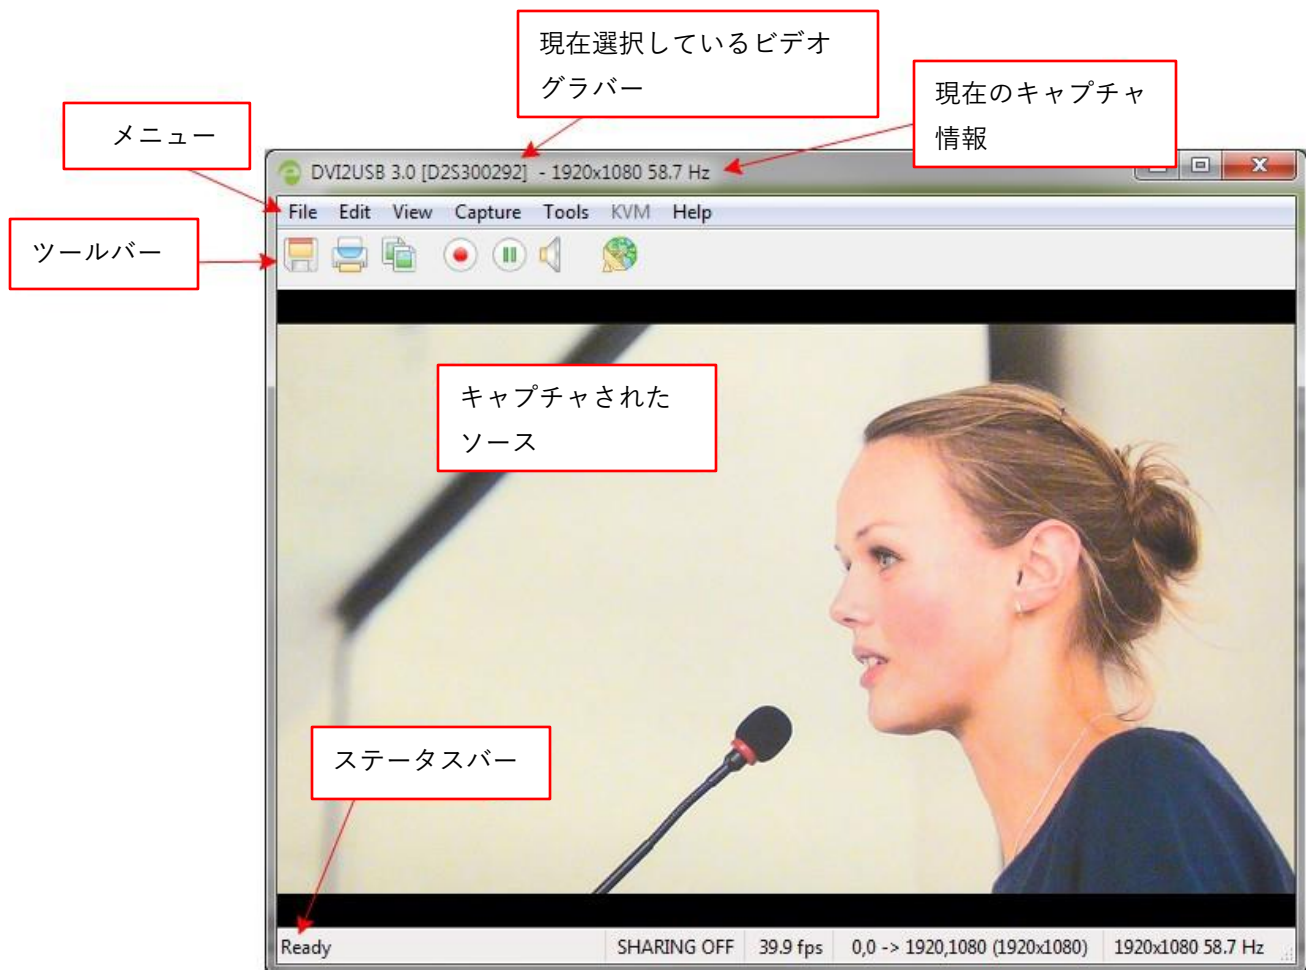 現在選択しているビデオ
グラバー
現在のキャプチャ
情報
メニュー
DVI2USB 3.0 [D2S300292] - 1920x1080 58.7 Hz
File Edit View Capture Tools KVM Help
ツールバー
キャプチャされた
ソース
ステータスバー
Ready SHARING OFF 39.9 fps 0,0 -> 1920,1080 (1920x1080) 1920x1080 58.7 Hz